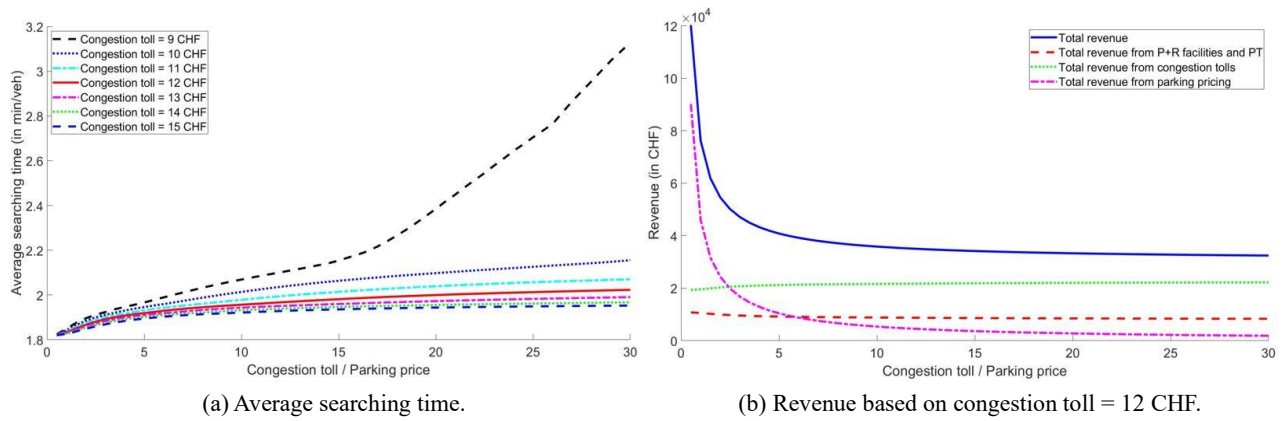 3.2
3
2.8
2.6
2.4
2.2
2
1.8
Average searching time (in min/veh)
Congestion toll = 9 CHF
Congestion toll = 10 CHF
Congestion toll = 11 CHF
Congestion toll = 12 CHF
Congestion toll = 13 CHF
Congestion toll = 14 CHF
Congestion toll = 15 CHF
5 10 15 20 25 30
Congestion toll / Parking price
(a) Average searching time.
×10⁴
12
10
8
6
4
2
0
Revenue (in CHF)
Total revenue
Total revenue from P+R facilities and PT
Total revenue from congestion tolls
Total revenue from parking pricing
0 5 10 15 20 25 30
Congestion toll / Parking price
(b) Revenue based on congestion toll = 12 CHF.